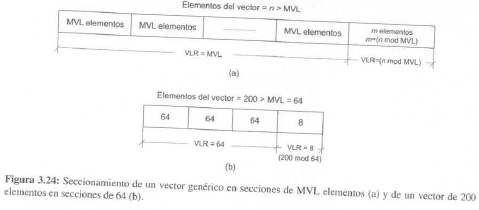 Elementos del vector = n > MVL
MVL elementos MVL elementos MVL elementos m elementos
m=(n mod MVL)
VLR = MVL VLR=(n mod MVL)
(a)
Elementos del vector = 200 > MVL = 64
64 64 64 8
VLR = 64 VLR = 8
(200 mod 64)
(b)
Figura 3.24: Seccionamiento de un vector genérico en secciones de MVL elementos (a) y de un vector de 200
elementos en secciones de 64 (b).